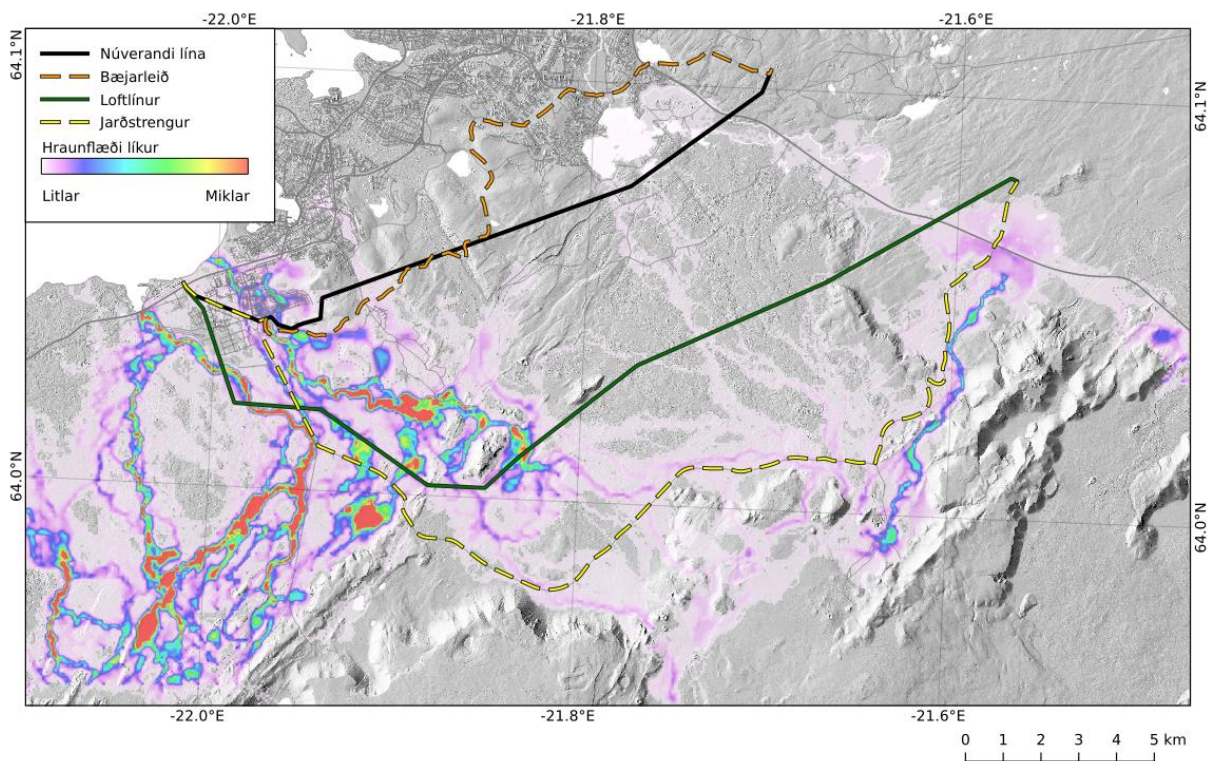 -22.0°E -21.8°E -21.6°E
64.1°N
Núverandi lína
Bæjarleið
Loftlínur
Jarðstrengur
Hraunflæði líkur
Litlar Miklar
64.1°N
64.0°N
64.0°N
-22.0°E -21.8°E -21.6°E
0 1 2 3 4 5 km